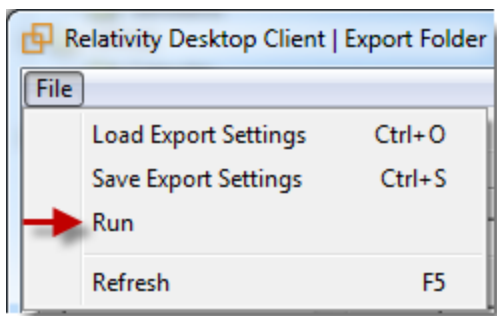 Relativity Desktop Client | Export Folder
File
Load Export Settings Ctrl+O
Save Export Settings Ctrl+S
Run
Refresh F5